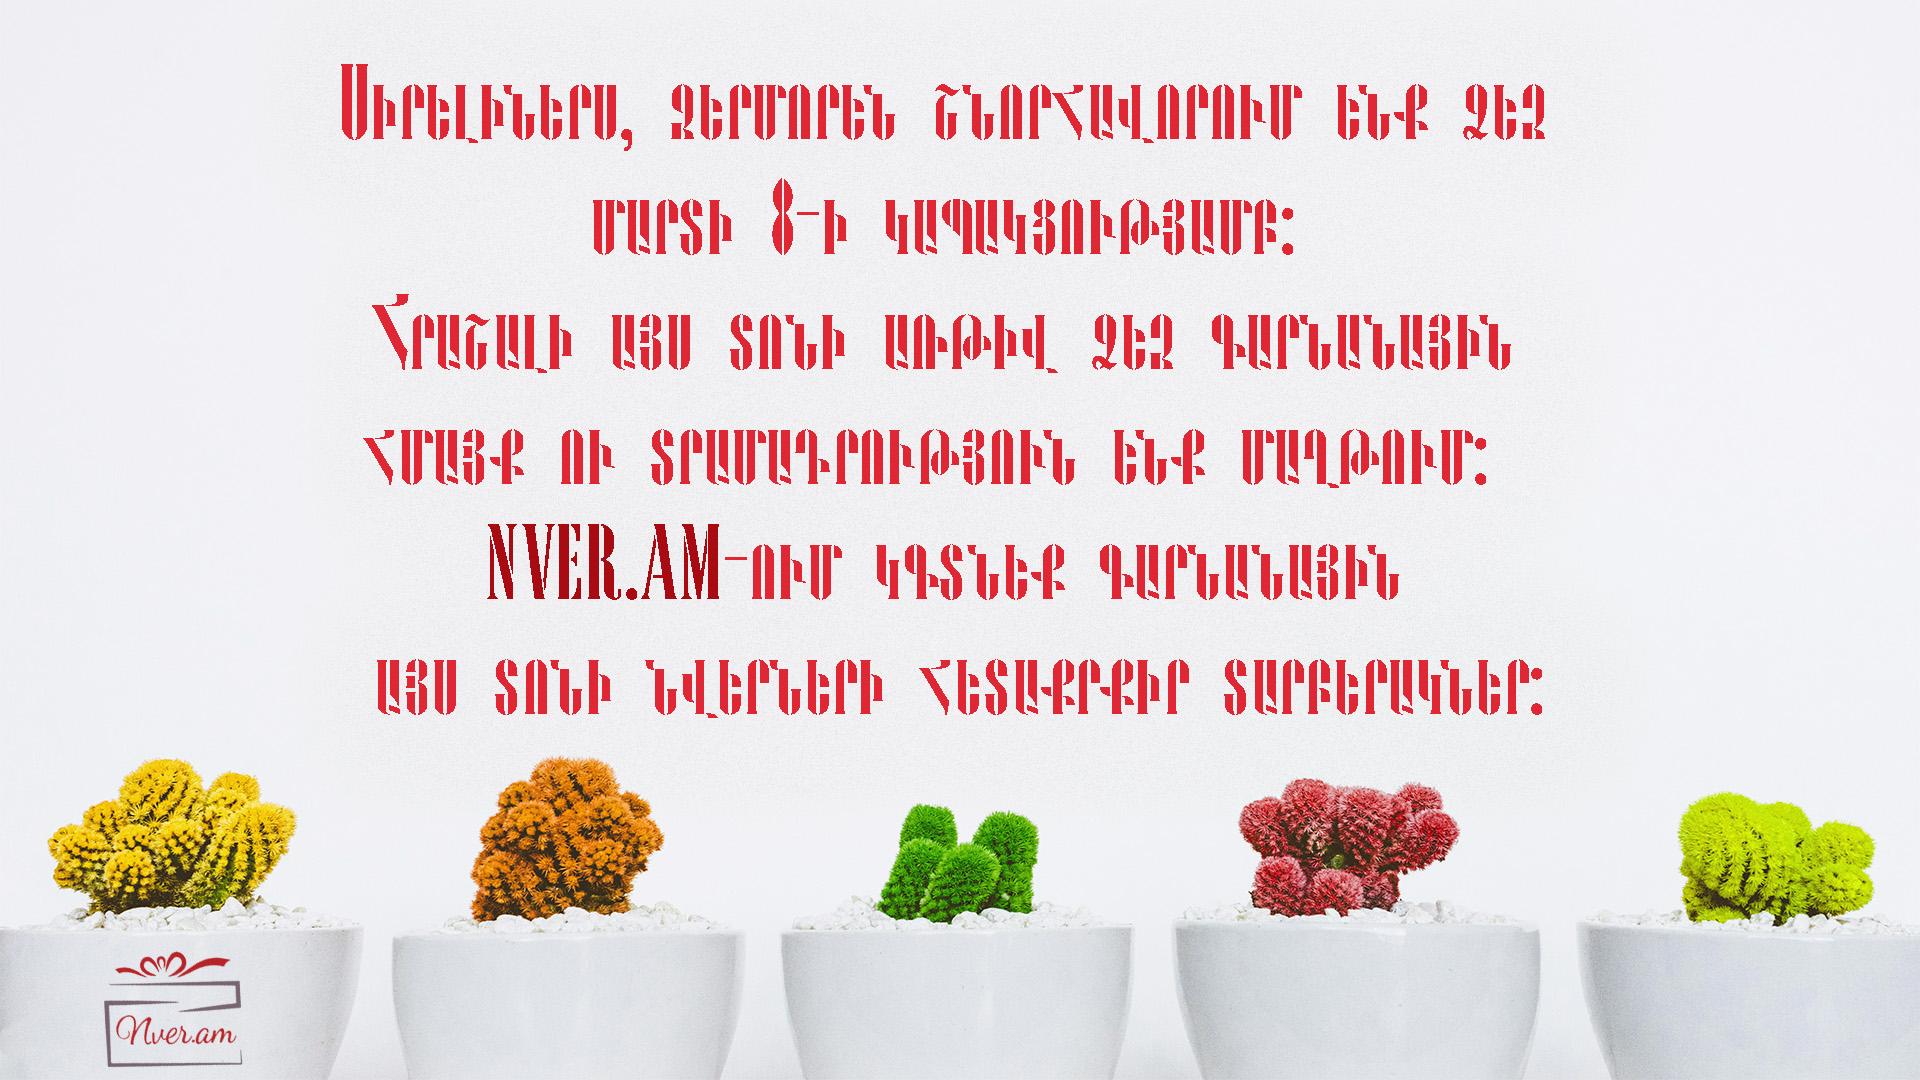 Սիրելիներս, ջերմորեն շնորհավորում ենք ձեզ
մարտի 8-ի կապակցությամբ:
Հրաշալի այս տոնի առթիվ ձեզ գարնանային
հմայք ու տրամադրություն ենք մաղթում:
NVER.AM-ում կգտնեք գարնանային
այս տոնի նվերների հետաքրքիր տարբերակներ:
Nver.am